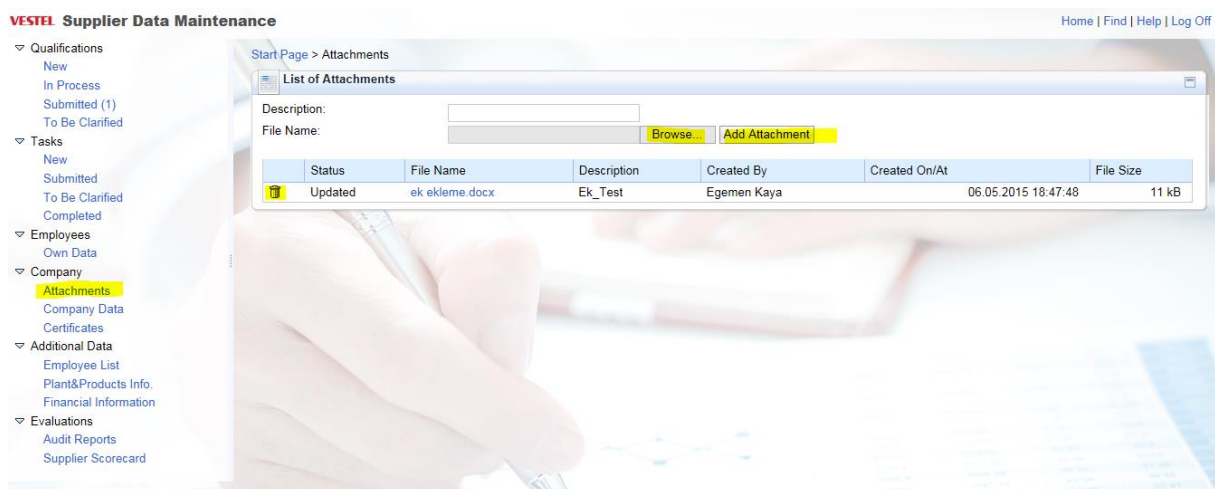 VESTEL Supplier Data Maintenance
Home | Find | Help | Log Off
Qualifications
New
In Process
Submitted (1)
To Be Clarified
Tasks
New
Submitted
To Be Clarified
Completed
Employees
Own Data
Company
Attachments
Company Data
Certificates
Additional Data
Employee List
Plant&Products Info.
Financial Information
Evaluations
Audit Reports
Supplier Scorecard
Start Page > Attachments
List of Attachments
Description:
File Name: Browse... Add Attachment
Status File Name Description Created By Created On/At File Size
Updated ek ekleme.docx Ek_Test Egemen Kaya 06.05.2015 18:47:48 11 kB